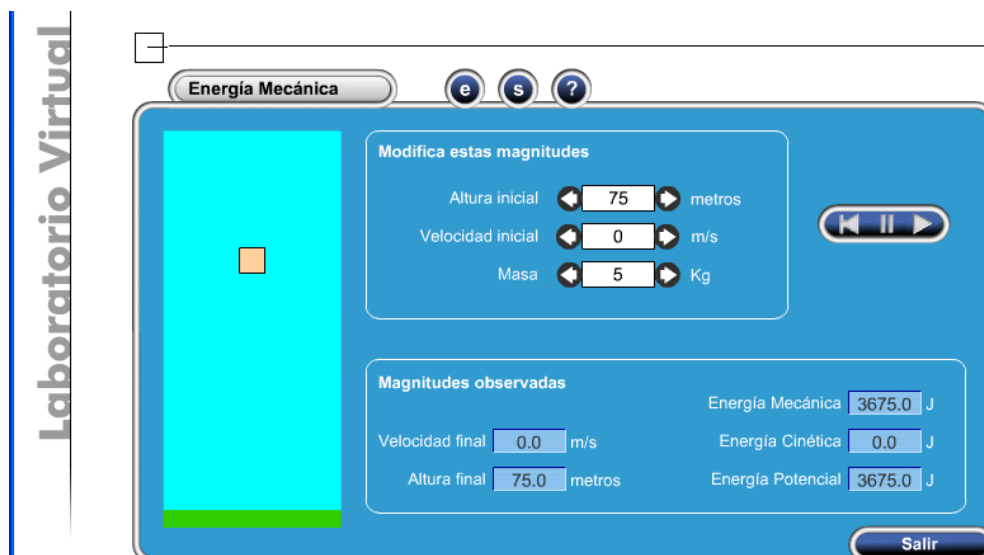 Laboratorio Virtual
Energía Mecánica
e s ?
Modifica estas magnitudes
Altura inicial 75 metros
Velocidad inicial 0 m/s
Masa 5 Kg
Magnitudes observadas
Energía Mecánica 3675.0 J
Velocidad final 0.0 m/s Energía Cinética 0.0 J
Altura final 75.0 metros Energía Potencial 3675.0 J
Salir